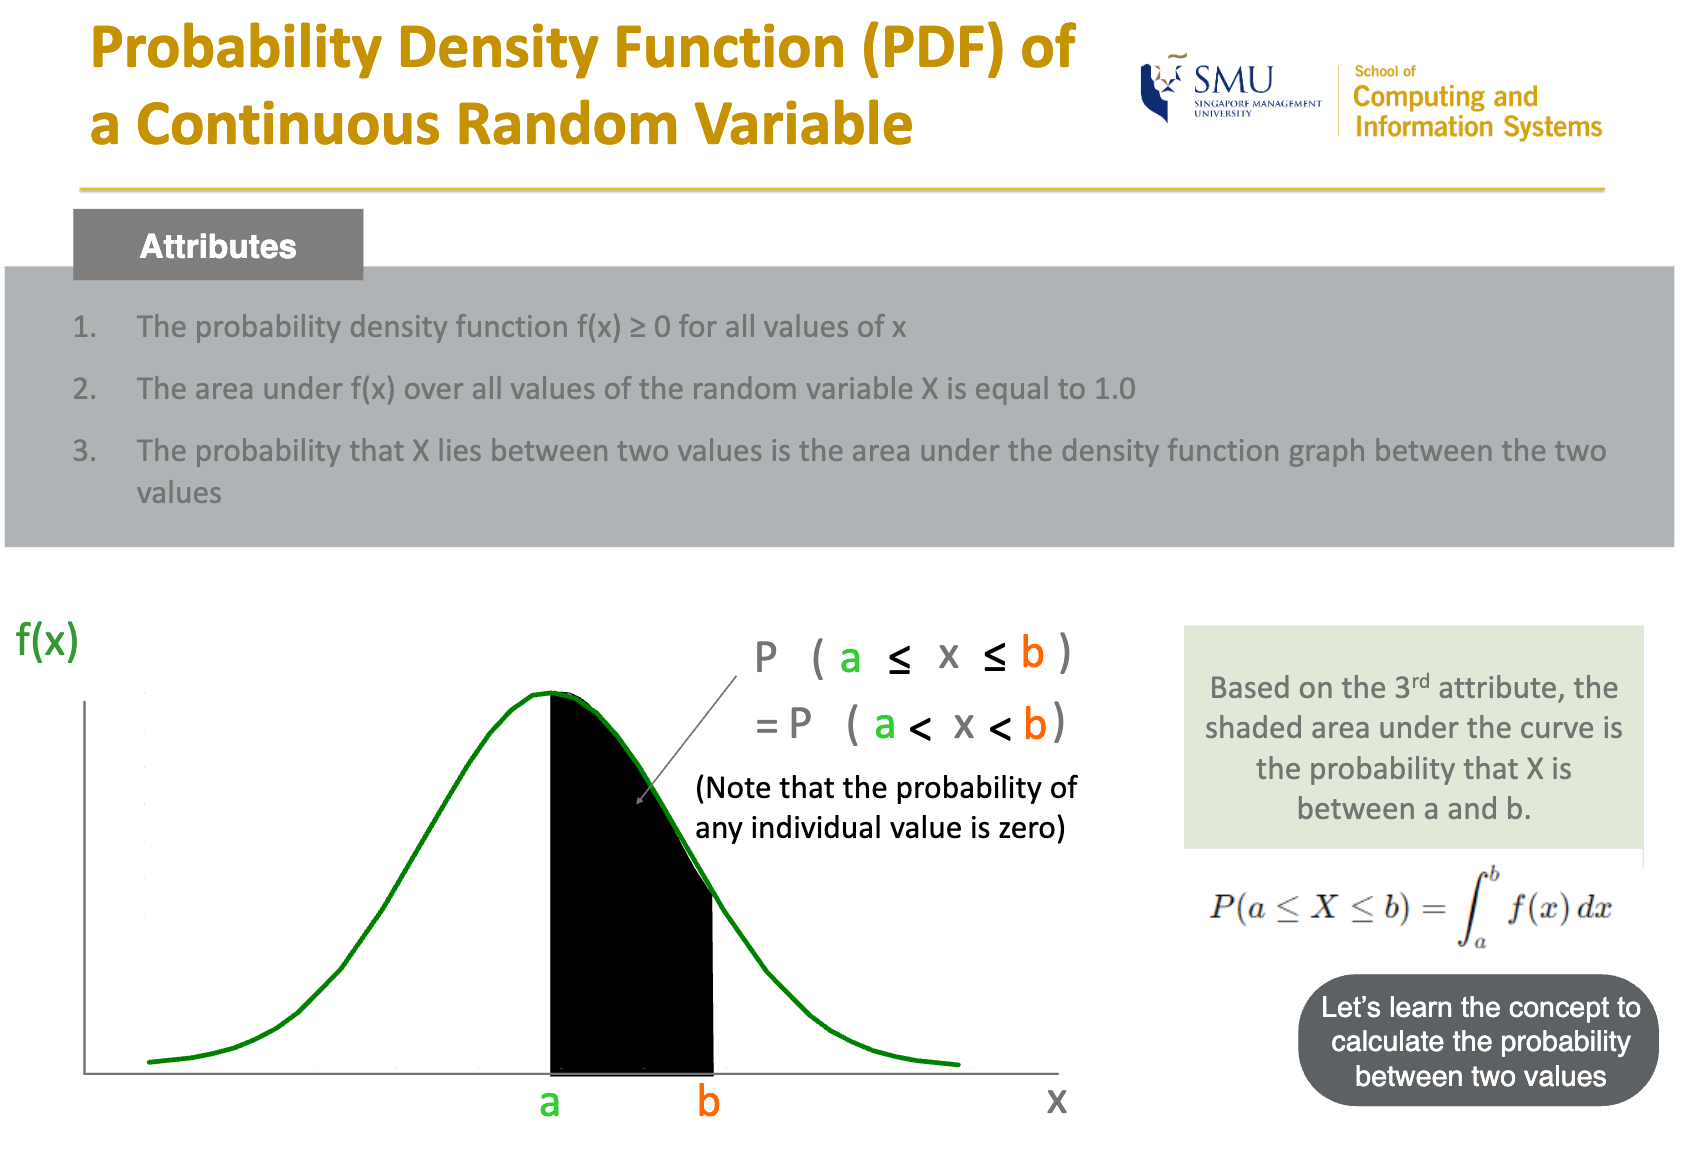 Probability Density Function (PDF) of
a Continuous Random Variable
SMU
SINGAPORE MANAGEMENT
UNIVERSITY
School of
Computing and
Information Systems
Attributes
1. The probability density function f(x) ≥ 0 for all values of x
2. The area under f(x) over all values of the random variable X is equal to 1.0
3. The probability that X lies between two values is the area under the density function graph between the two
values
f(x)
P ( a ≤ x ≤ b )
= P ( a < x < b )
(Note that the probability of
any individual value is zero)
a
b
x
Based on the 3rd attribute, the
shaded area under the curve is
the probability that X is
between a and b.
P(a ≤ X ≤ b) = ∫_a^b f(x) dx
Let's learn the concept to
calculate the probability
between two values